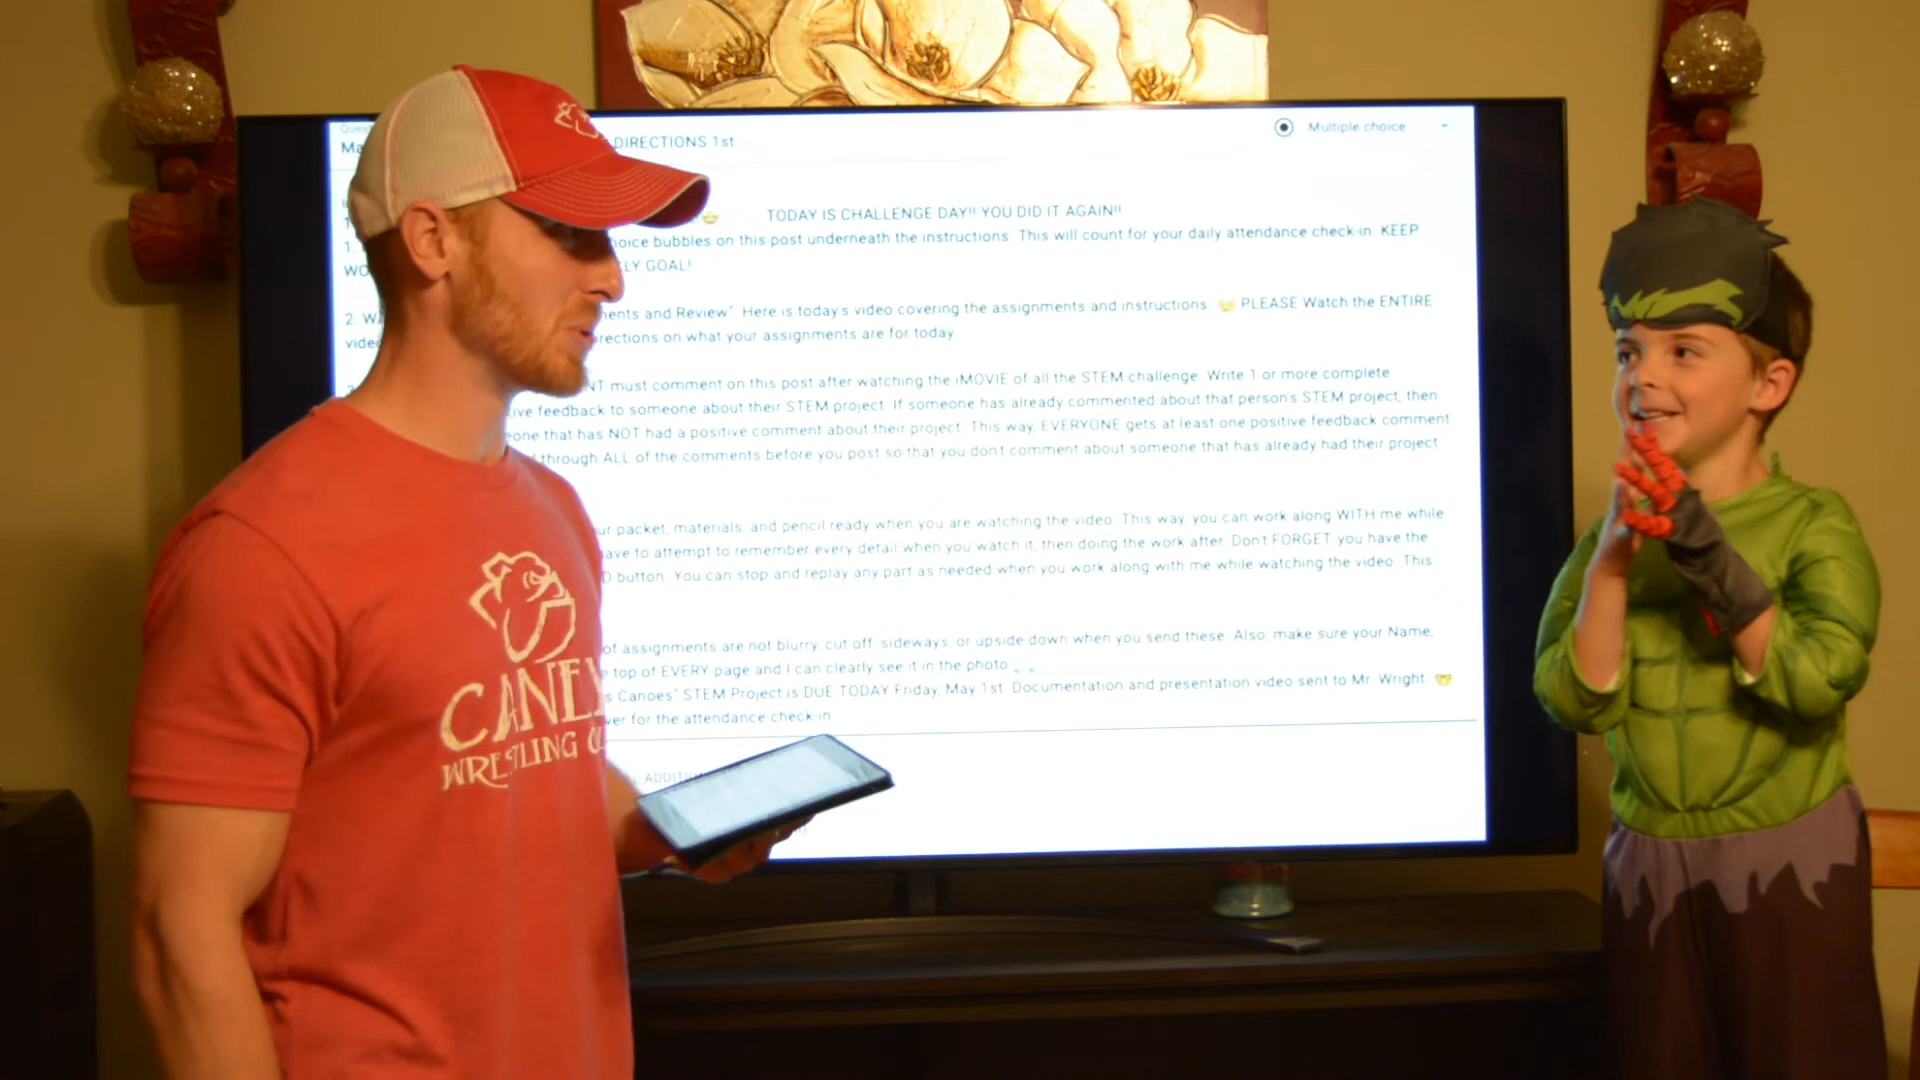 Ma DIRECTIONS 1st
Multiple choice
TODAY IS CHALLENGE DAY!! YOU DID IT AGAIN!!
1. hoice bubbles on this post underneath the instructions. This will count for your daily attendance check-in. KEEP
WO LY GOAL!
2. W ents and Review". Here is today's video covering the assignments and instructions. PLEASE Watch the ENTIRE
vide rections on what your assignments are for today.
NT must comment on this post after watching the iMOVIE of all the STEM challenge. Write 1 or more complete
ive feedback to someone about their STEM project. If someone has already commented about that person's STEM project, then
eone that has NOT had a positive comment about their project. This way, EVERYONE gets at least one positive feedback comment
through ALL of the comments before you post so that you don't comment about someone that has already had their project
ur packet, materials, and pencil ready when you are watching the video. This way, you can work along WITH me while
ave to attempt to remember every detail when you watch it, then doing the work after. Don't FORGET, you have the
D button. You can stop and replay any part as needed when you work along with me while watching the video. This
of assignments are not blurry, cut off, sideways, or upside down when you send these. Also, make sure your Name,
top of EVERY page and I can clearly see it in the photo.
s Canoes" STEM Project is DUE TODAY Friday, May 1st. Documentation and presentation video sent to Mr. Wright.
ver for the attendance check-in
ADDITI
CANEY
WRESTLING CL